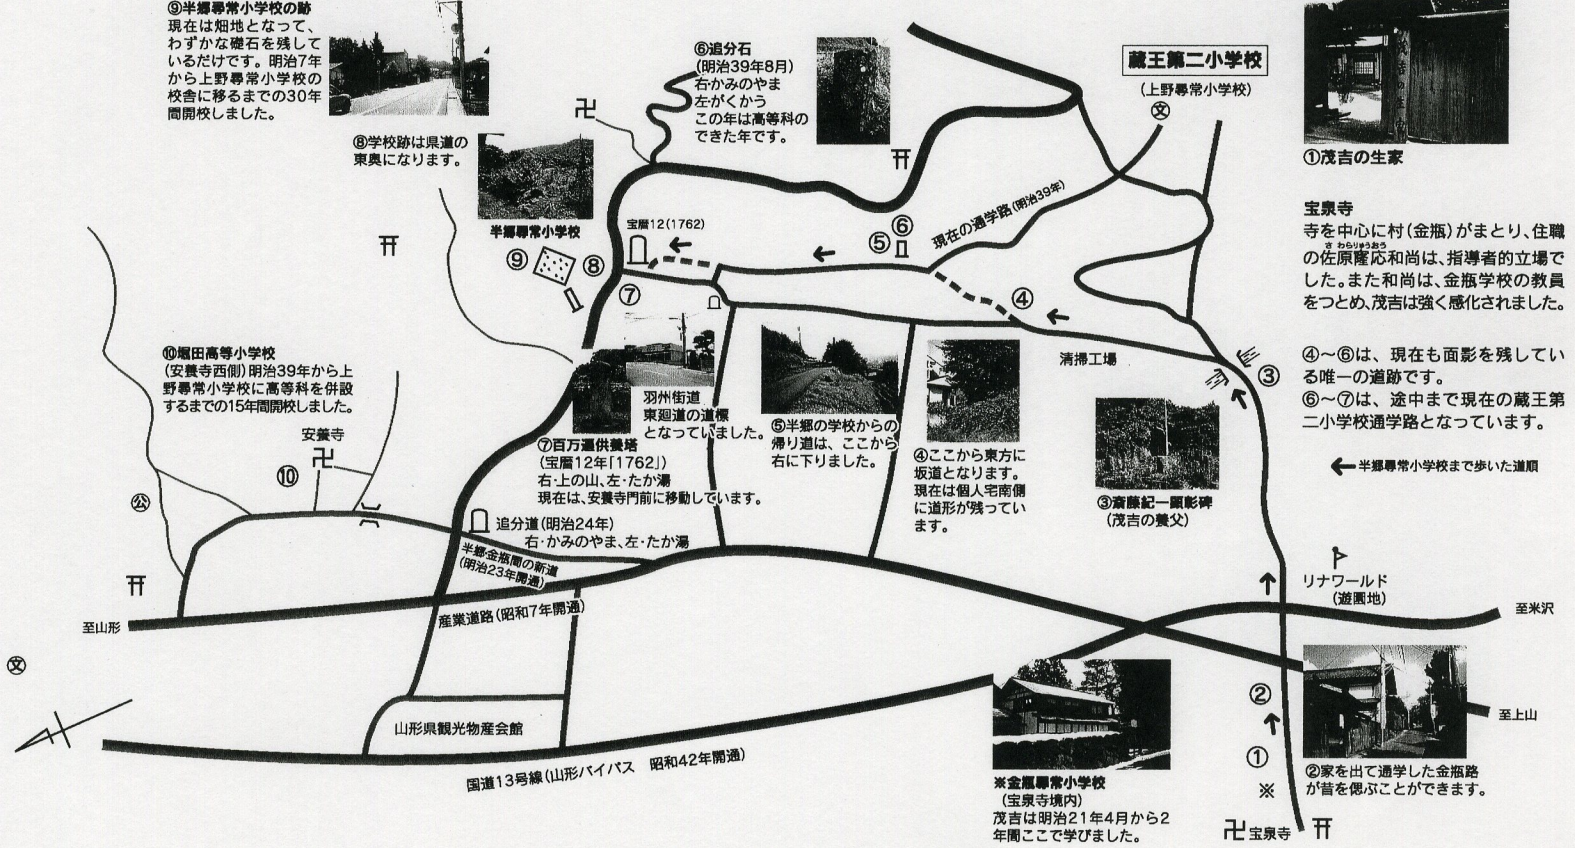 ⑨半郷尋常小学校の跡
現在は畑地となって、
わずかな礎石を残して
いるだけです。明治7年
から上野尋常小学校の
校舎に移るまでの30年
間開校しました。
⑧学校跡は県道の
東奥になります。
半郷尋常小学校
⑥追分石
(明治39年8月)
右・かみのやま
左・がくかう
この年は高等科の
できた年です。
蔵王第二小学校
(上野尋常小学校)
文
①茂吉の生家
宝泉寺
寺を中心に村(金瓶)がまとり、住職
さ わらりゅうおう
の佐原窿応和尚は、指導者的立場で
した。また和尚は、金瓶学校の教員
をつとめ、茂吉は強く感化されました。
④〜⑥は、現在も面影を残してい
る唯一の道跡です。
⑥〜⑦は、途中まで現在の蔵王第
二小学校通学路となっています。
←半郷尋常小学校まで歩いた道順
宝暦12(1762)
現在の通学路(明治39年)
⑨
⑧
⑦
⑥
⑤
④
③
清掃工場
⑩堀田高等小学校
(安養寺西側)明治39年から上
野尋常小学校に高等科を併設
するまでの15年間開校しました。
安養寺
⑩
公
羽州街道
東廻道の道標
となっていました。
⑦百万遍供養塔
(宝暦12年「1762」)
右・上の山、左・たか湯
現在は、安養寺門前に移動しています。
⑤半郷の学校からの
帰り道は、ここから
右に下りました。
④ここから東方に
坂道となります。
現在は個人宅南側
に道形が残ってい
ます。
③斎藤紀一顕彰碑
(茂吉の養父)
追分道(明治24年)
右・かみのやま、左・たか湯
半郷金瓶間の新道
(明治23年開通)
産業道路(昭和7年開通)
至山形
文
リナワールド
(遊園地)
至米沢
至上山
山形県観光物産会館
国道13号線(山形バイパス 昭和42年開通)
※金瓶尋常小学校
(宝泉寺境内)
茂吉は明治21年4月から2
年間ここで学びました。
②
①
※
②家を出て通学した金瓶路
が昔を偲ぶことができます。
卍宝泉寺